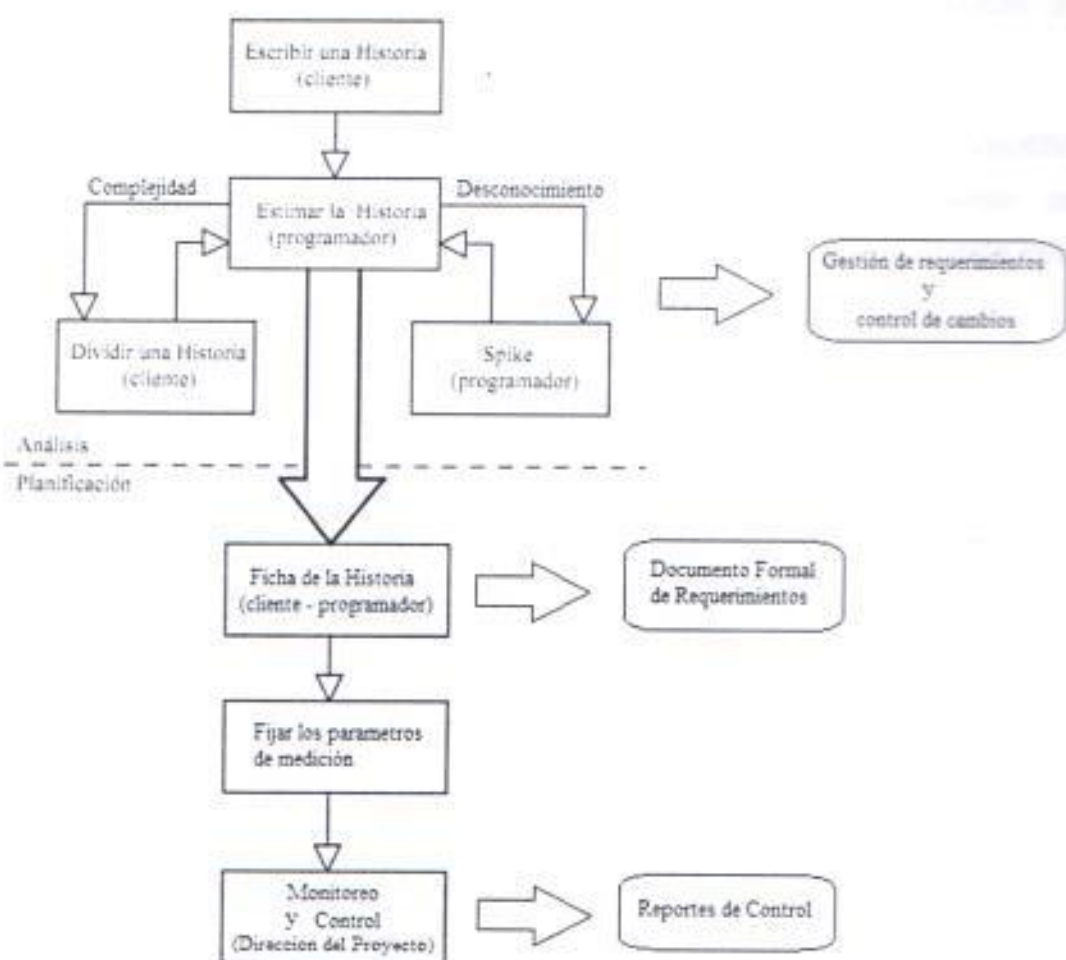 Escribir una Historia
(cliente)
Complejidad
Desconocimiento
Estimar la Historia
(programador)
Gestión de requerimientos
y
control de cambios
Dividir una Historia
(cliente)
Spike
(programador)
Análisis
Planificación
Ficha de la Historia
(cliente - programador)
Documento Formal
de Requerimientos
Fijar los parametros
de medición
Monitoreo
y Control
(Direccion del Proyecto)
Reportes de Control